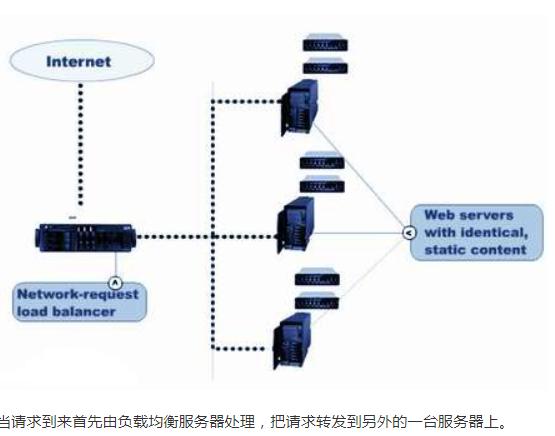 Internet
Web servers
with identical,
static content
Network-request
load balancer
当请求到来首先由负载均衡服务器处理，把请求转发到另外的一台服务器上。